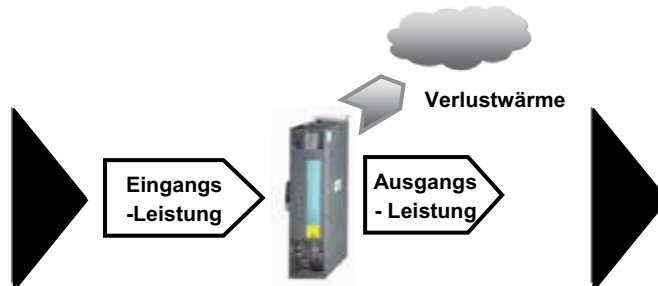 Verlustwärme
Eingangs
-Leistung
Ausgangs
- Leistung